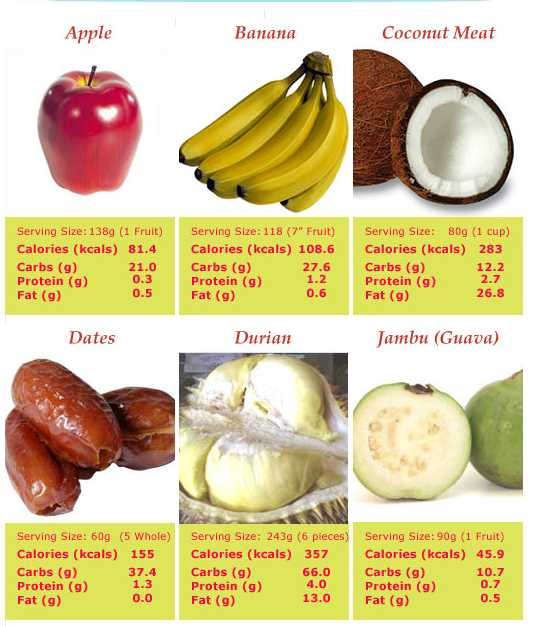 Apple
Banana
Coconut Meat
Serving Size: 138g (1 Fruit)
Calories (kcals) 81.4
Carbs (g) 21.0
Protein (g) 0.3
Fat (g) 0.5
Serving Size: 118 (7" Fruit)
Calories (kcals) 108.6
Carbs (g) 27.6
Protein (g) 1.2
Fat (g) 0.6
Serving Size: 80g (1 cup)
Calories (kcals) 283
Carbs (g) 12.2
Protein (g) 2.7
Fat (g) 26.8
Dates
Durian
Jambu (Guava)
Serving Size: 60g (5 Whole)
Calories (kcals) 155
Carbs (g) 37.4
Protein (g) 1.3
Fat (g) 0.0
Serving Size: 243g (6 pieces)
Calories (kcals) 357
Carbs (g) 66.0
Protein (g) 4.0
Fat (g) 13.0
Serving Size: 90g (1 Fruit)
Calories (kcals) 45.9
Carbs (g) 10.7
Protein (g) 0.7
Fat (g) 0.5